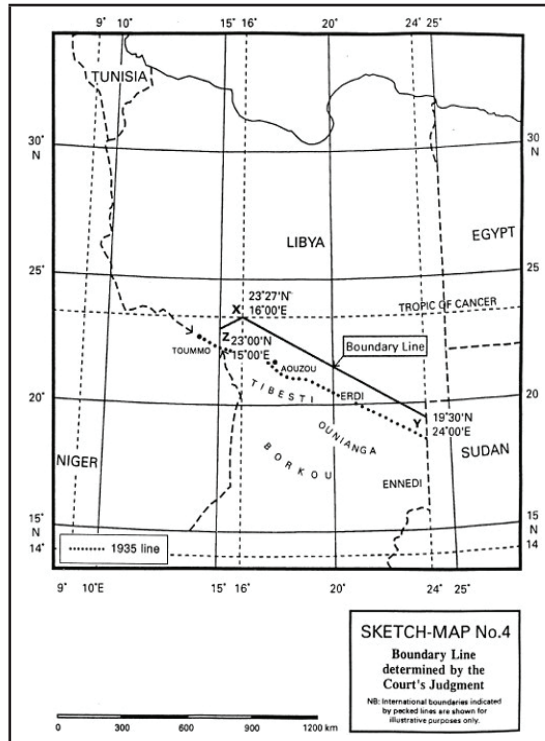 9° 10° 15° 16° 20° 24° 25°
TUNISIA
30°
N
30
N
LIBYA
EGYPT
25
25
23°27'N
16°00'E
X
TROPIC OF CANCER
Z
23°00'N
15°00'E
Boundary Line
TOUMMO
AOUZOU
20
20
TIBESTI
ERDI
19°30'N
24°00'E
Y
OUNIANGA
BORKOU
NIGER
SUDAN
ENNEDI
15°
N
14°
15
N
14
1935 line
9° 10°E 15° 16° 20° 24° 25°
SKETCH-MAP No.4
Boundary Line
determined by the
Court's Judgment
NB: International boundaries indicated
by pecked lines are shown for
illustrative purposes only.
0 300 600 900 1200 km